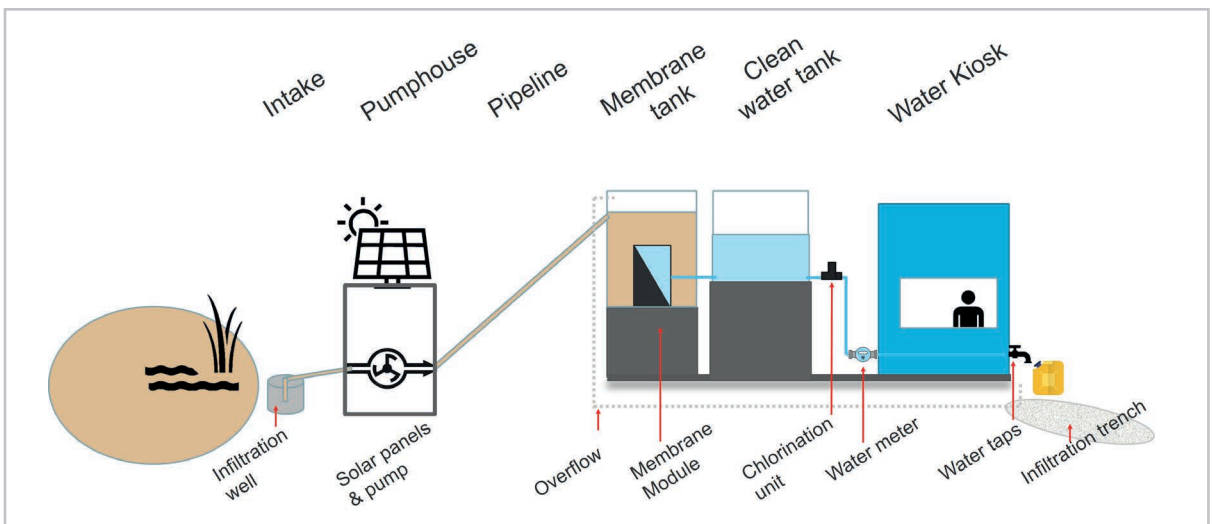 Intake
Pumphouse
Pipeline
Membrane
tank
Clean
water tank
Water Kiosk
Infiltration
well
Solar panels
& pump
Overflow
Membrane
Module
Chlorination
unit
Water meter
Water taps
Infiltration trench